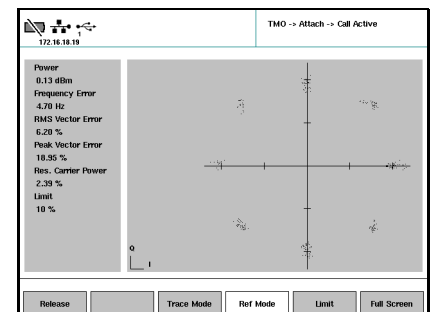 1
172.16.18.19
TMO -> Attach -> Call Active
Power
0.13 dBm
Frequency Error
4.70 Hz
RMS Vector Error
6.20 %
Peak Vector Error
18.95 %
Res. Carrier Power
2.39 %
Limit
10 %
Q
I
Release
Trace Mode
Ref Mode
Limit
Full Screen